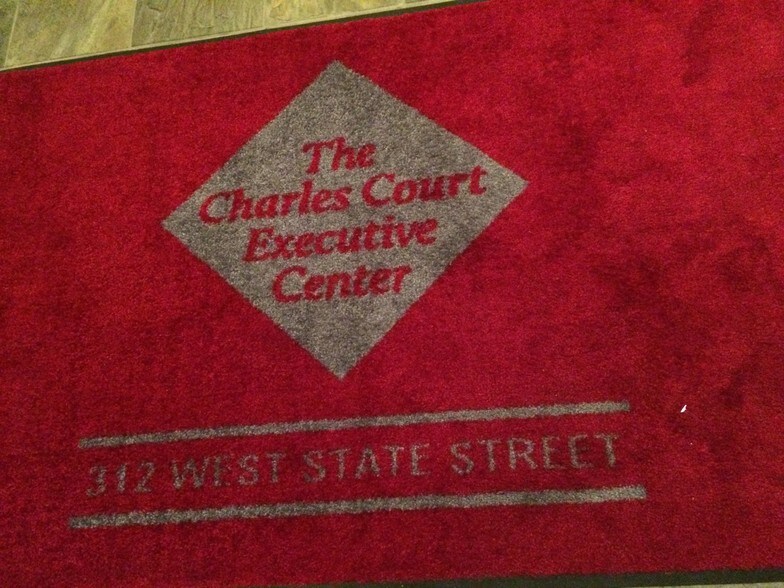 The
Charles Court
Executive
Center
312 WEST STATE STREET